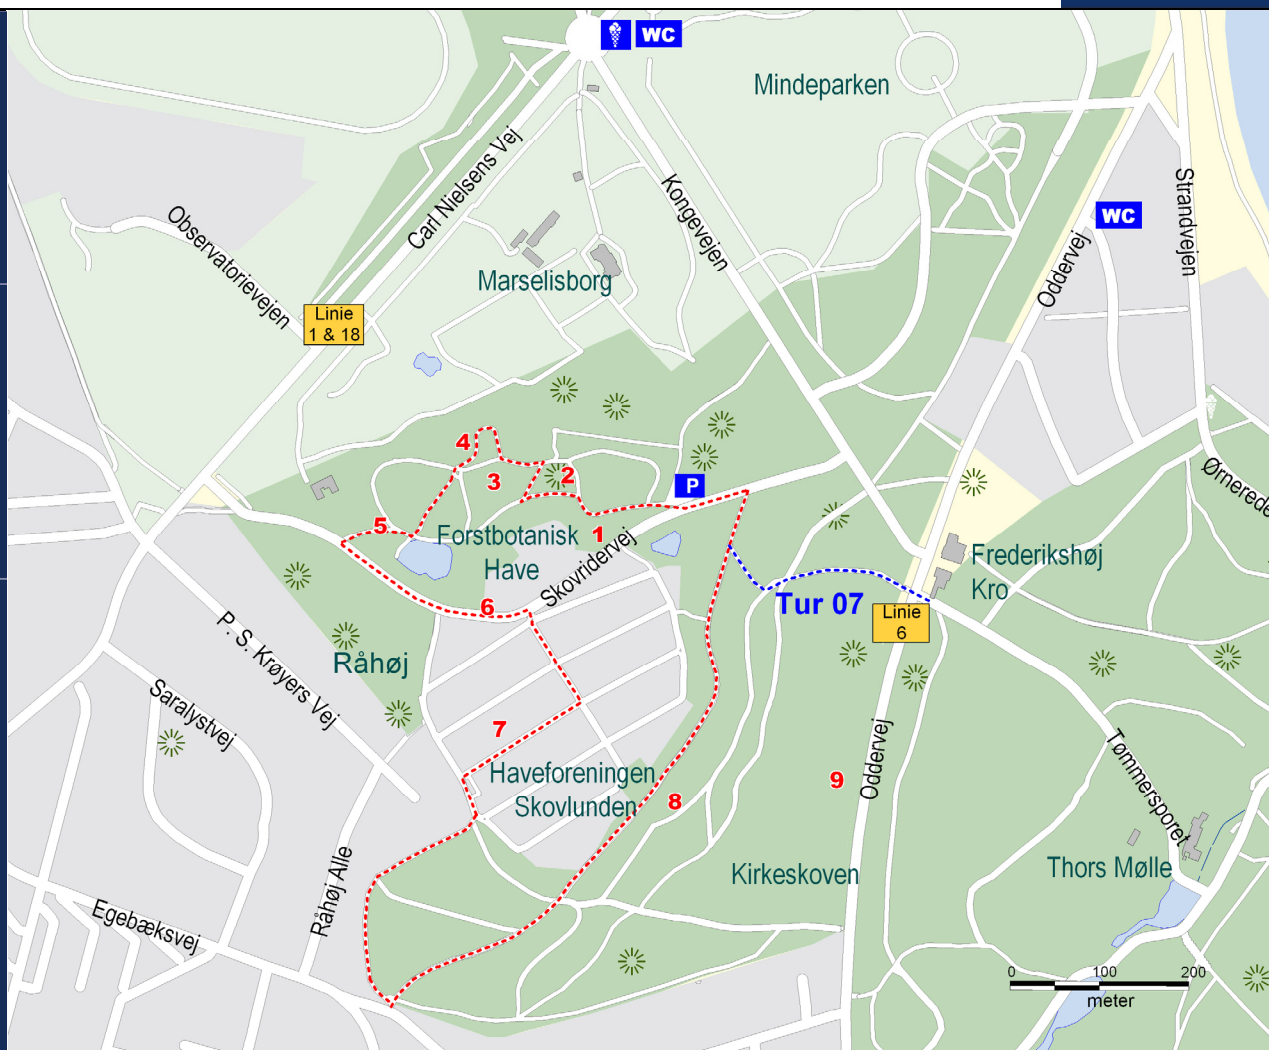 WC
Mindeparken
Carl Nielsens Vej
Kongevejen
Strandvejen
WC
Observatorievejen
Oddervej
Marselisborg
Linie
1 & 18
4
3
2
P
Ørnerede
5
1
Forstbotanisk
Have
Skovridervej
Frederikshøj
Kro
Tur 07
6
Linie
6
P. S. Krøyers Vej
Råhøj
Saralystvej
7
Haveforeningen
Skovlunden
8
9
Oddervej
Tømmersporet
Kirkeskoven
Thors Mølle
Råhøj Alle
Egebæksvej
0 100 200
meter